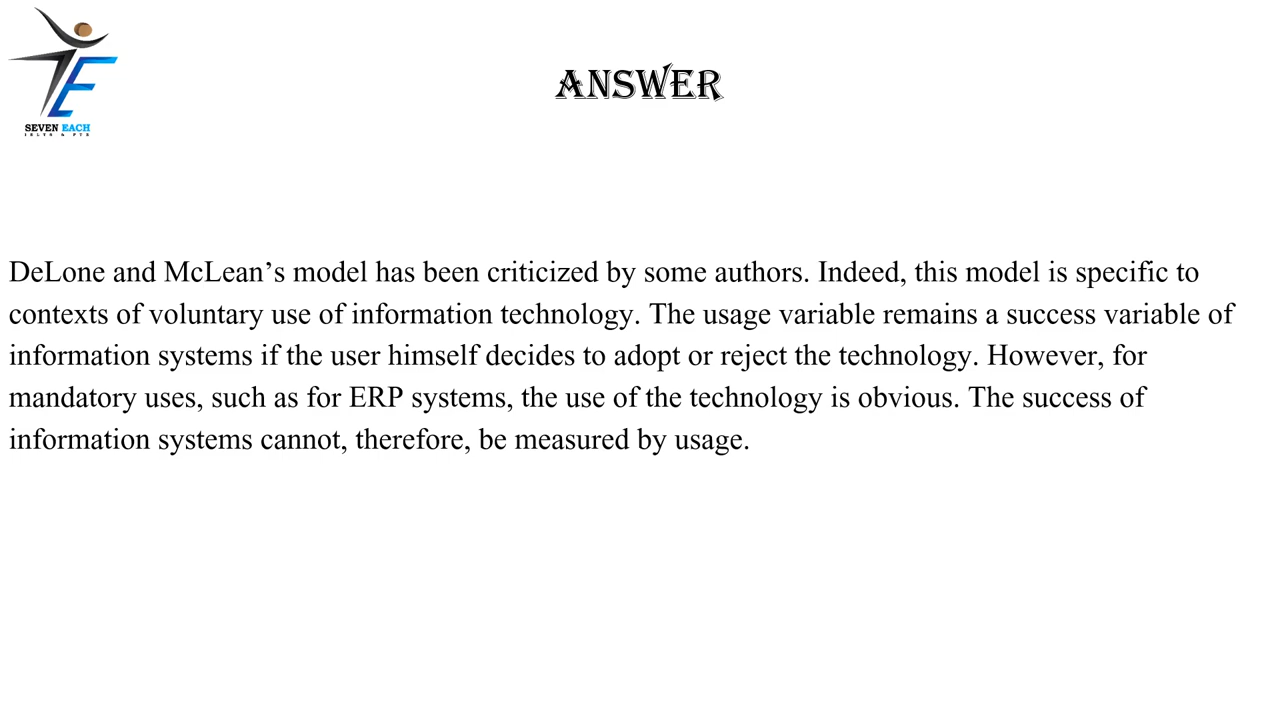 SEVEN EACH
IELTS & PTE
ANSWER
DeLone and McLean’s model has been criticized by some authors. Indeed, this model is specific to
contexts of voluntary use of information technology. The usage variable remains a success variable of
information systems if the user himself decides to adopt or reject the technology. However, for
mandatory uses, such as for ERP systems, the use of the technology is obvious. The success of
information systems cannot, therefore, be measured by usage.